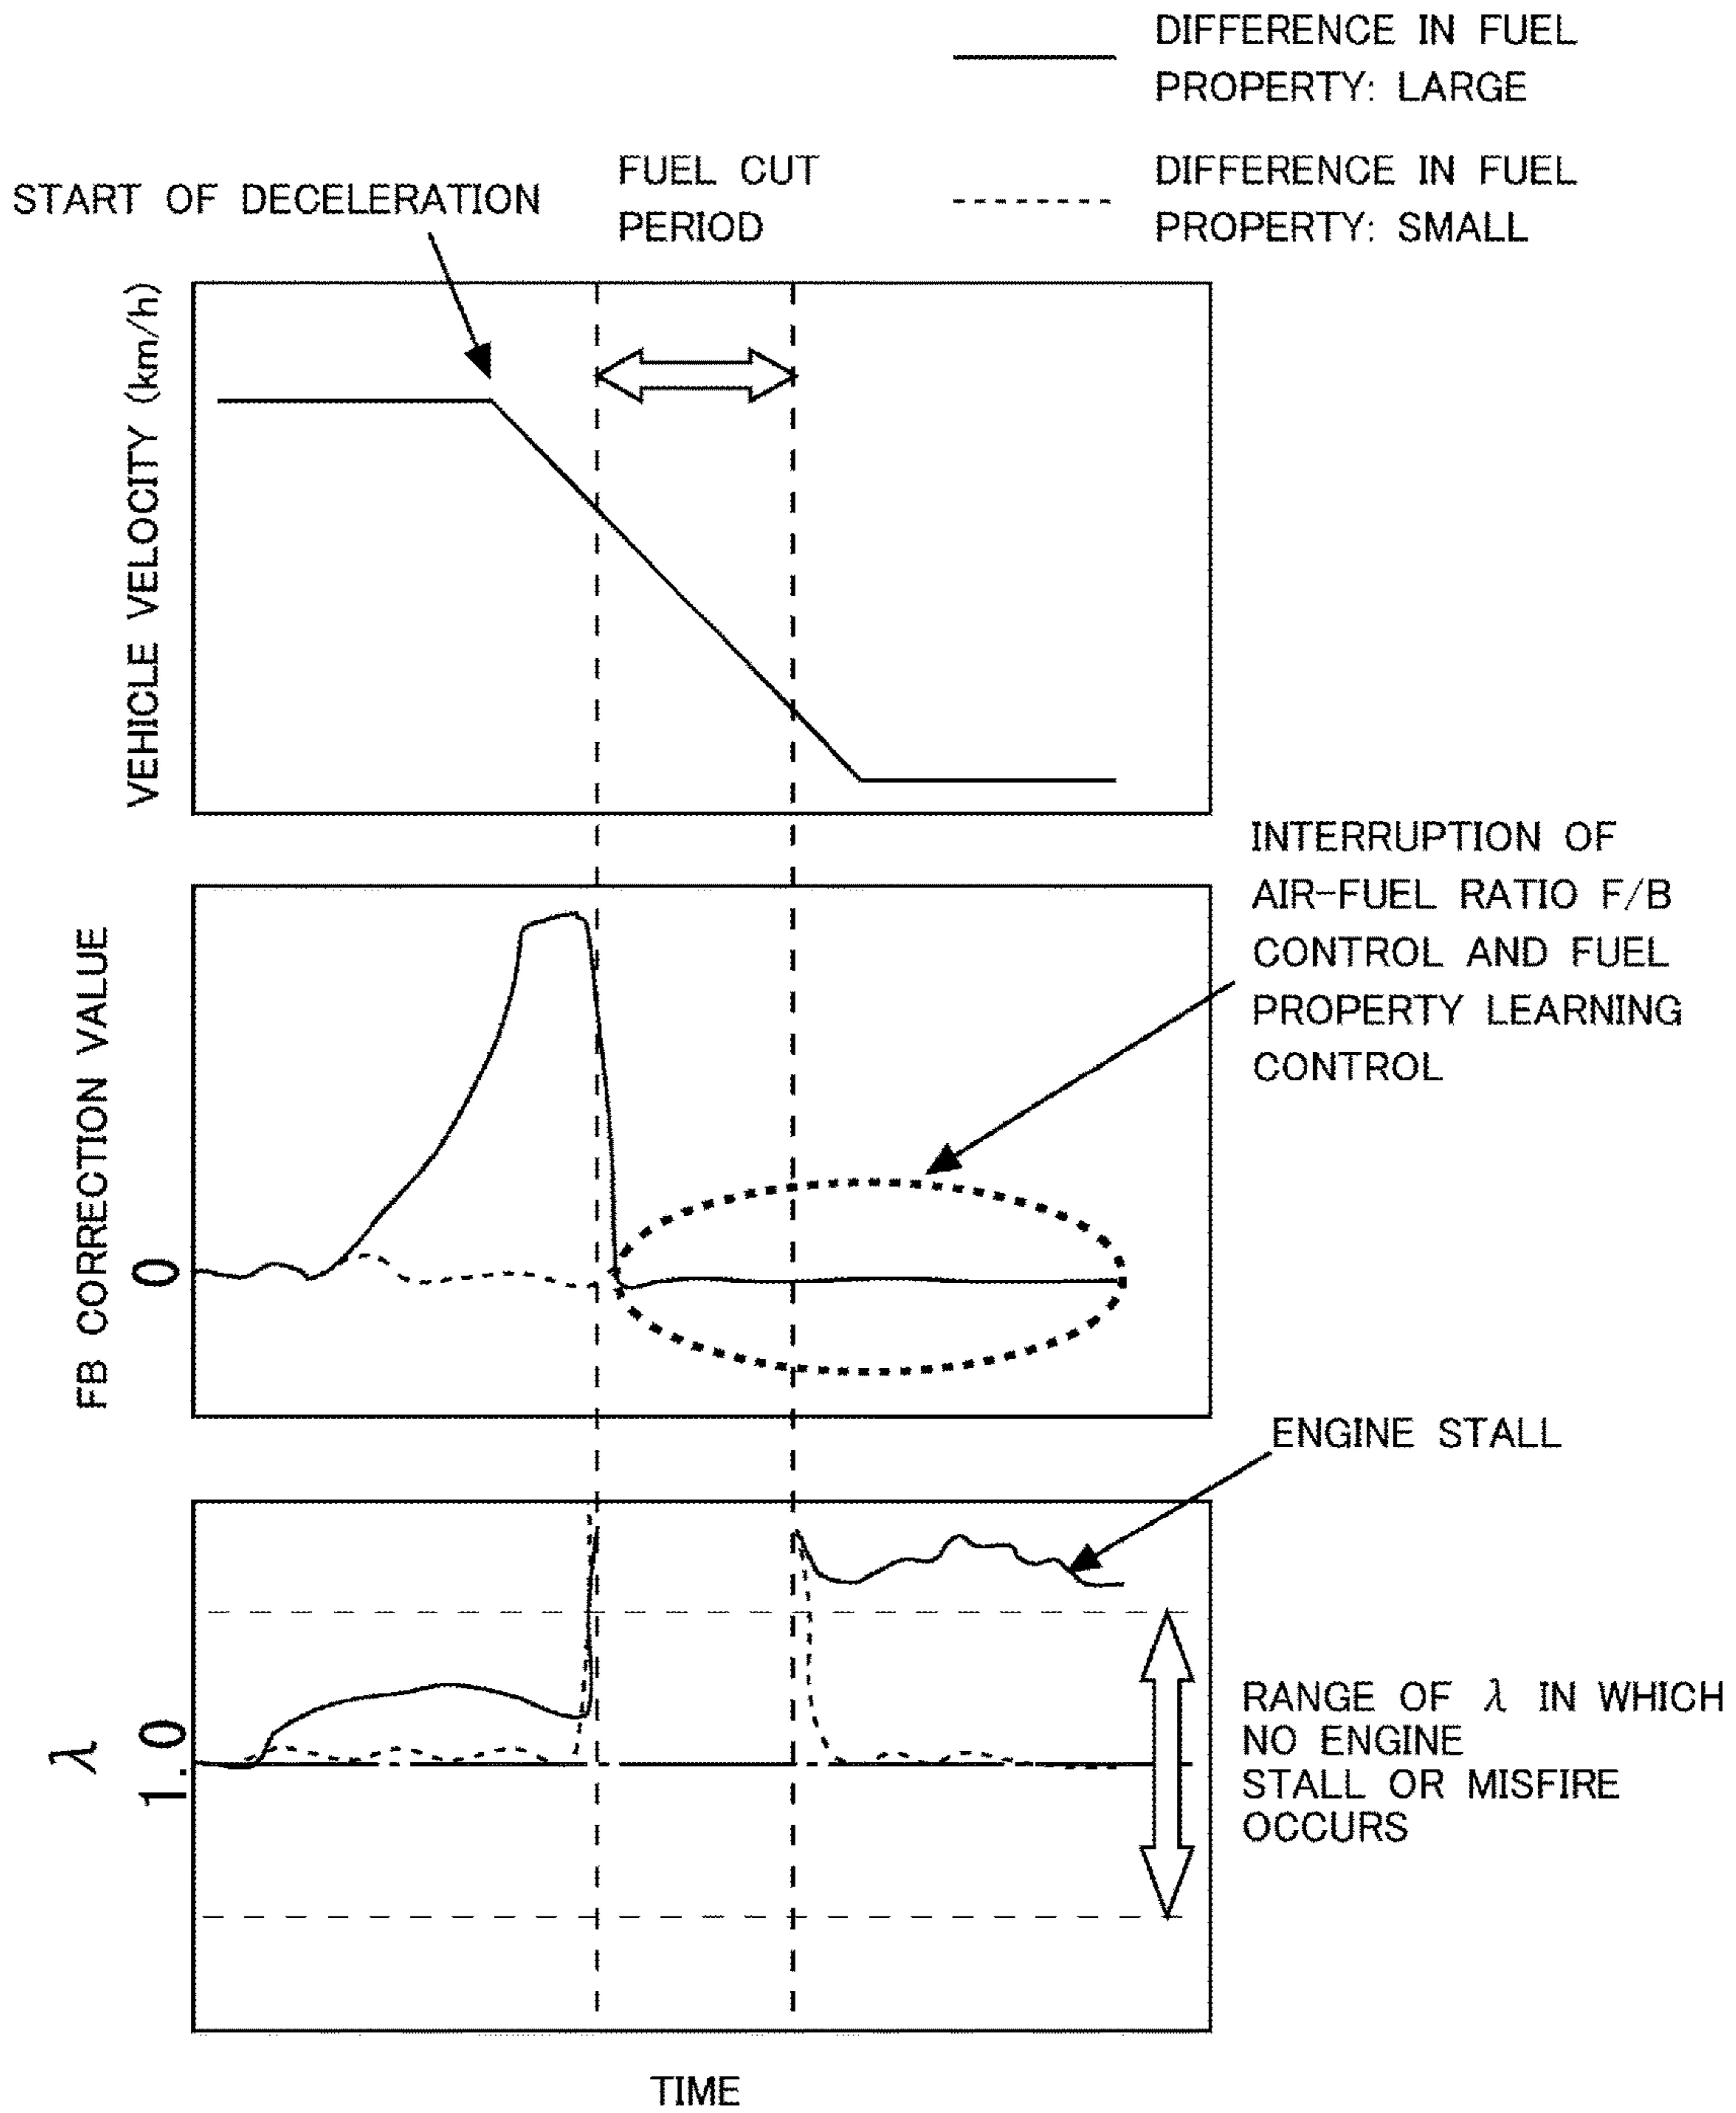 DIFFERENCE IN FUEL
PROPERTY: LARGE
DIFFERENCE IN FUEL
PROPERTY: SMALL
START OF DECELERATION
FUEL CUT
PERIOD
VEHICLE VELOCITY (km/h)
INTERRUPTION OF
AIR-FUEL RATIO F/B
CONTROL AND FUEL
PROPERTY LEARNING
CONTROL
FB CORRECTION VALUE
0
ENGINE STALL
λ
1.0
RANGE OF λ IN WHICH
NO ENGINE
STALL OR MISFIRE
OCCURS
TIME